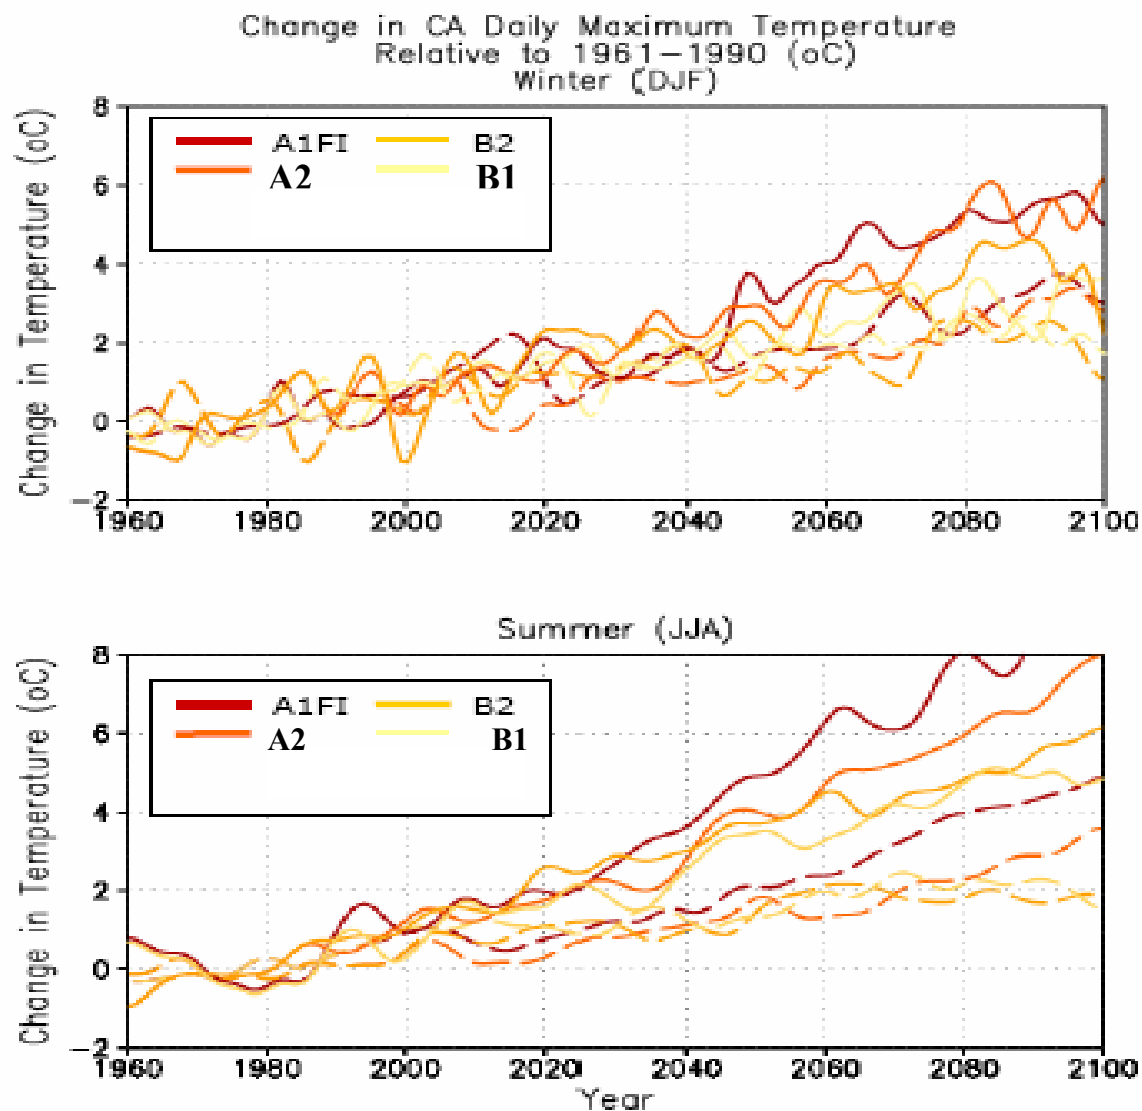 Change in CA Daily Maximum Temperature
Relative to 1961-1990 (oC)
Winter (DJF)
Change in Temperature (oC)
8
6
4
2
0
-2
A1FI B2
A2 B1
1960 1980 2000 2020 2040 2060 2080 2100
Summer (JJA)
Change in Temperature (oC)
8
6
4
2
0
-2
A1FI B2
A2 B1
1960 1980 2000 2020 2040 2060 2080 2100
Year